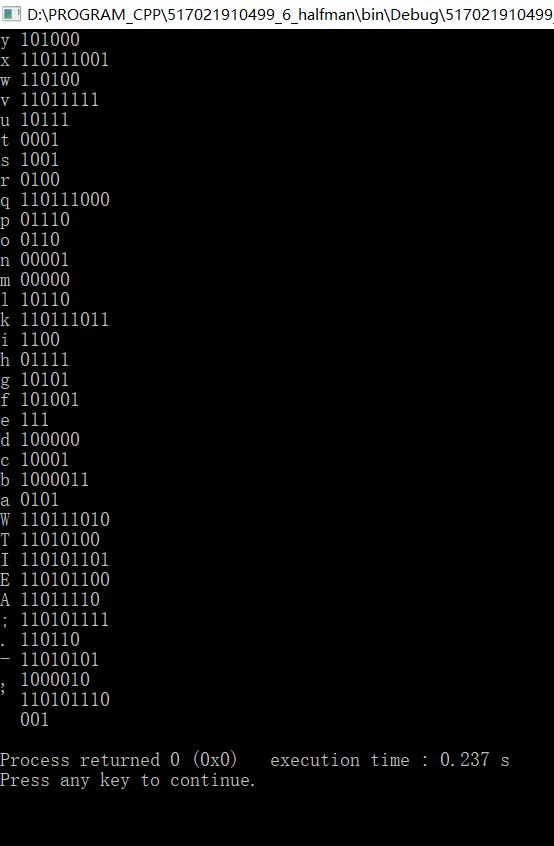 D:\PROGRAM_CPP\517021910499_6_halfman\bin\Debug\517021910499_
y 101000
x 110111001
w 110100
v 11011111
u 10111
t 0001
s 1001
r 0100
q 110111000
p 01110
o 0110
n 00001
m 00000
l 10110
k 110111011
i 1100
h 01111
g 10101
f 101001
e 111
d 100000
c 10001
b 1000011
a 0101
W 110111010
T 11010100
I 110101101
E 110101100
A 11011110
; 110101111
. 110110
- 11010101
, 1000010
110101110
001
Process returned 0 (0x0)   execution time : 0.237 s
Press any key to continue.